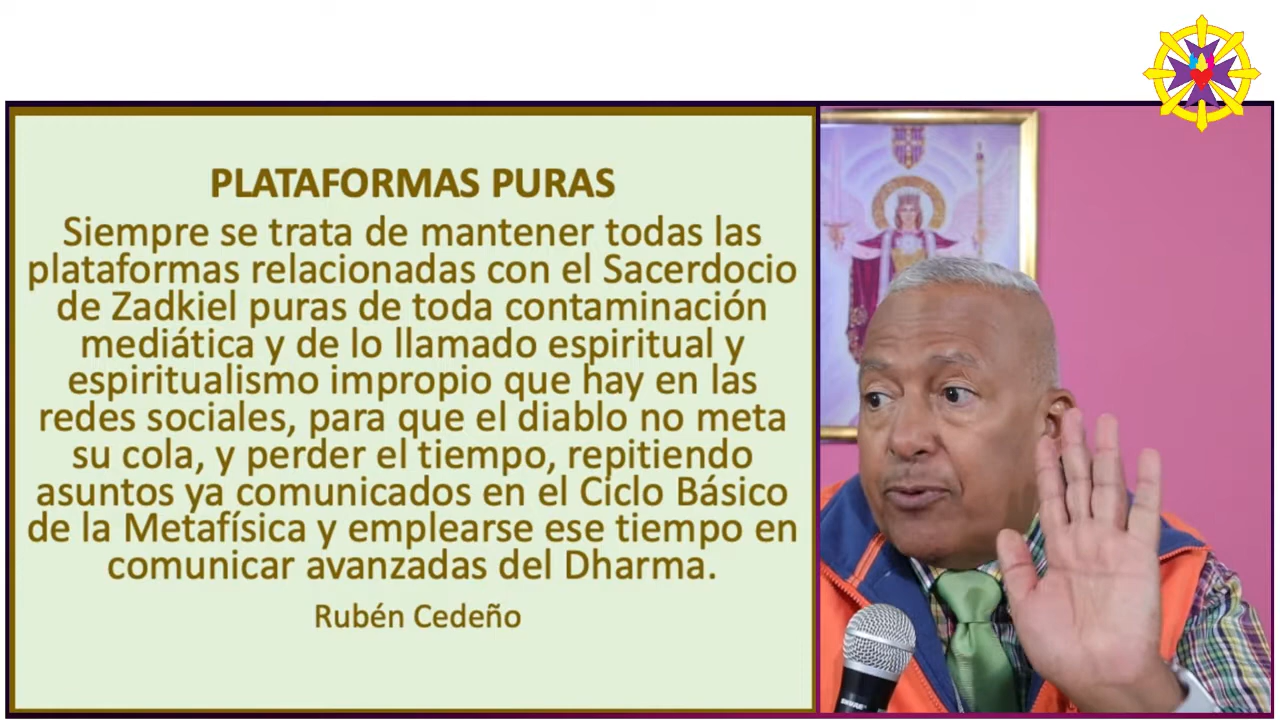 PLATAFORMAS PURAS
Siempre se trata de mantener todas las
plataformas relacionadas con el Sacerdocio
de Zadkiel puras de toda contaminación
mediática y de lo llamado espiritual y
espiritualismo impropio que hay en las
redes sociales, para que el diablo no meta
su cola, y perder el tiempo, repitiendo
asuntos ya comunicados en el Ciclo Básico
de la Metafísica y emplearse ese tiempo en
comunicar avanzadas del Dharma.
Rubén Cedeño
SHURE